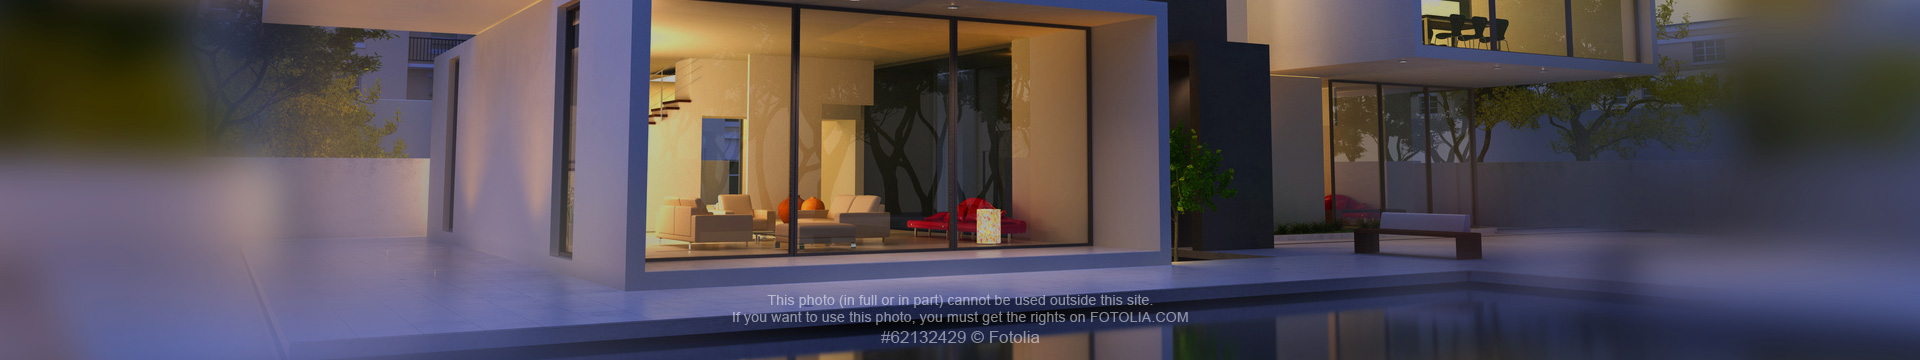 This photo (in full or in part) cannot be used outside this site.
If you want to use this photo, you must get the rights on FOTOLIA.COM
#62132429 © Fotolia